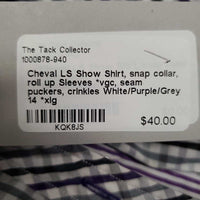 The Tack Collector
1000878-940
Cheval LS Show Shirt, snap collar,
roll up Sleeves *vgc, seam
puckers, crinkles White/Purple/Grey
14 *xlg
$40.00
KQK8JS